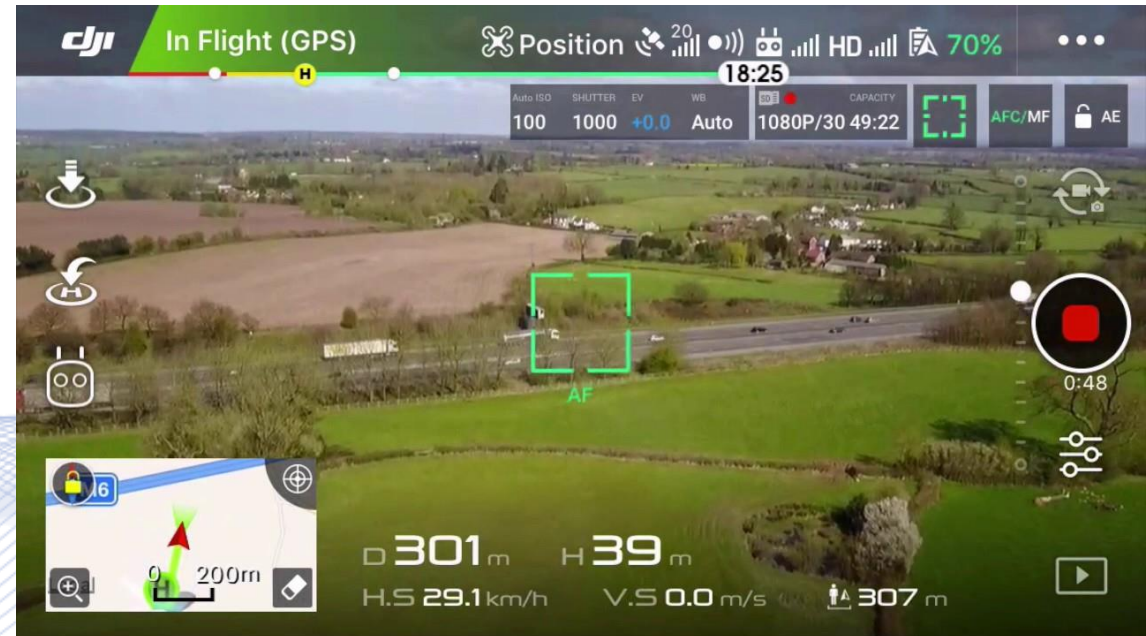 dji In Flight (GPS) Position 20 HD 70%
H 18:25
Auto ISO SHUTTER EV WB SD CAPACITY
100 1000 +0.0 Auto 1080P/30 49:22 AFC/MF AE
AF
0:48
M6
0 200m
H
D 301 m H 39 m
H.S 29.1 km/h V.S 0.0 m/s 307 m